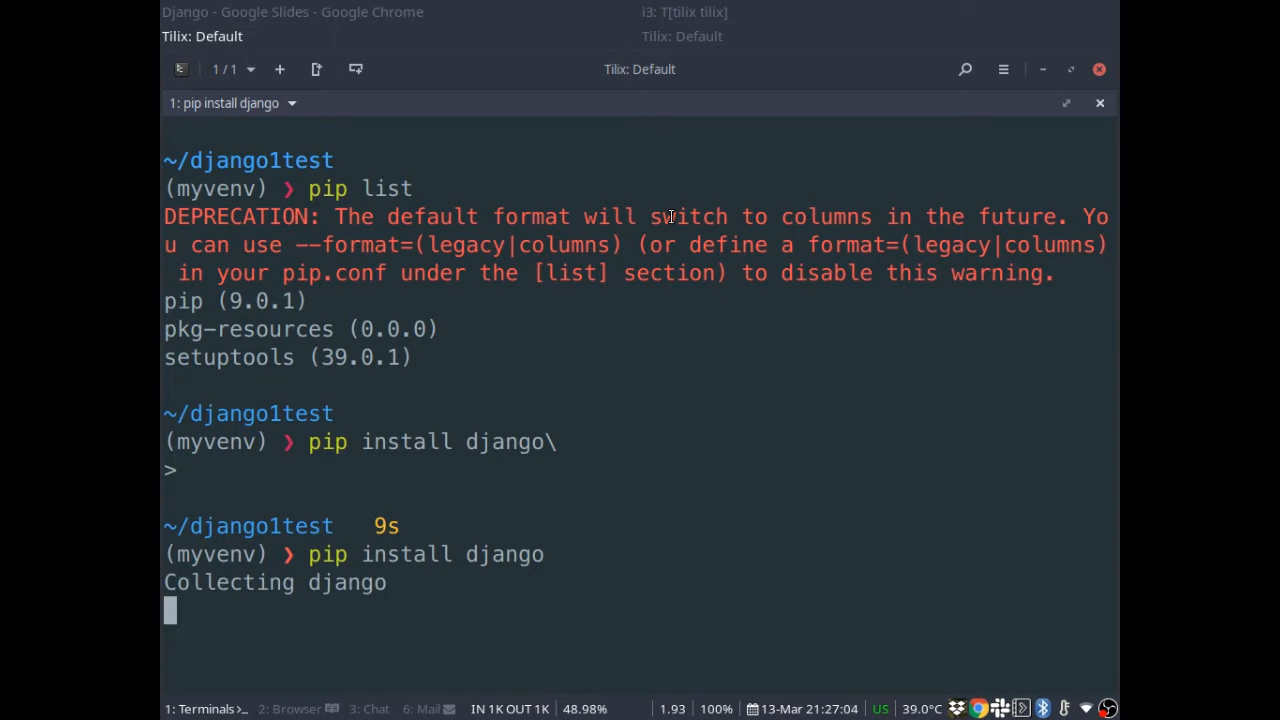 Django - Google Slides - Google Chrome
i3: T[tilix tilix]
Tilix: Default
Tilix: Default
1 / 1
Tilix: Default
1: pip install django
~/django1test
(myvenv) ❯ pip list
DEPRECATION: The default format will switch to columns in the future. Yo
u can use --format=(legacy|columns) (or define a format=(legacy|columns)
in your pip.conf under the [list] section) to disable this warning.
pip (9.0.1)
pkg-resources (0.0.0)
setuptools (39.0.1)
~/django1test
(myvenv) ❯ pip install django\
>
~/django1test 9s
(myvenv) ❯ pip install django
Collecting django
1: Terminals>_ 2: Browser 3: Chat 6: Mail IN 1K OUT 1K 48.98% 1.93 100% 13-Mar 21:27:04 US 39.0°C